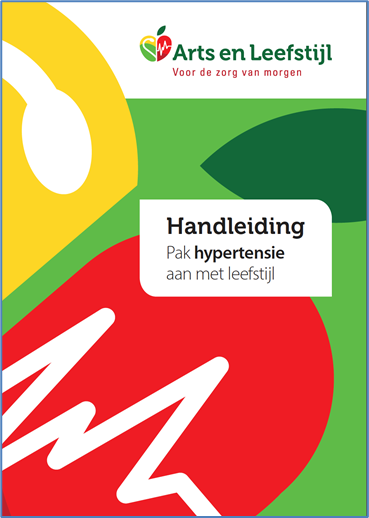 Arts en Leefstijl
Voor de zorg van morgen
Handleiding
Pak hypertensie
aan met leefstijl